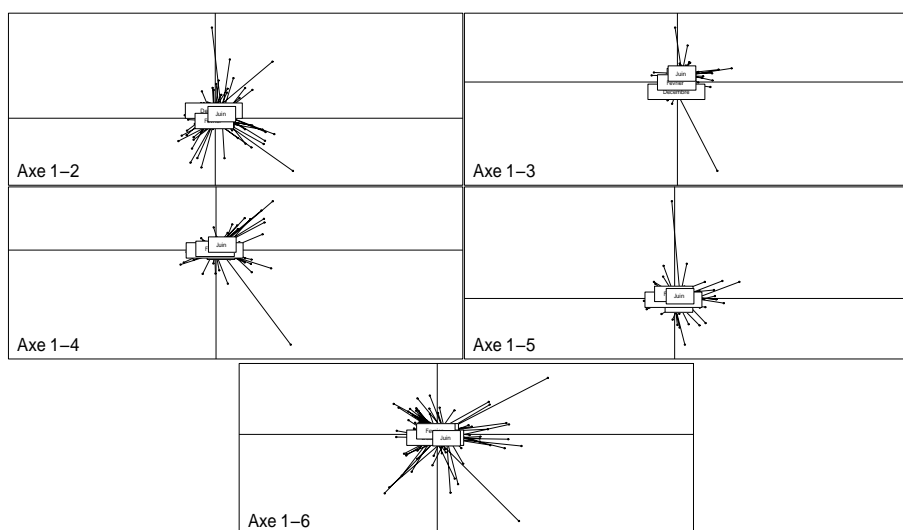 Juin
Axe 1–2
Juin
Février
Décembre
Axe 1–3
Juin
Axe 1–4
Juin
Axe 1–5
Juin
Axe 1–6